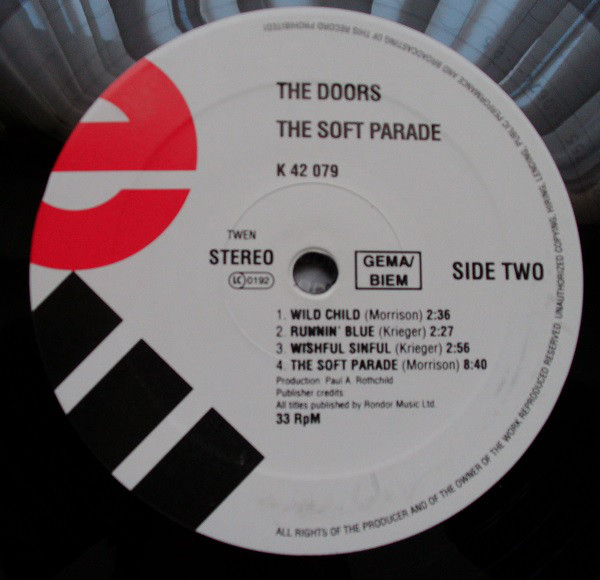 THE DOORS
THE SOFT PARADE
K 42 079
TWEN
STEREO
LC 0192
GEMA/
BIEM
SIDE TWO
1. WILD CHILD (Morrison) 2:36
2. RUNNIN' BLUE (Krieger) 2:27
3. WISHFUL SINFUL (Krieger) 2:56
4. THE SOFT PARADE (Morrison) 8:40
Production: Paul A. Rothchild
Publisher credits
All titles published by Rondor Music Ltd.
33 RpM
ALL RIGHTS OF THE PRODUCER AND OF THE OWNER OF THE WORK REPRODUCED RESERVED. UNAUTHORIZED COPYING, HIRING, LENDING, PUBLIC PERFORMANCE AND BROADCASTING OF THIS RECORD PROHIBITED!